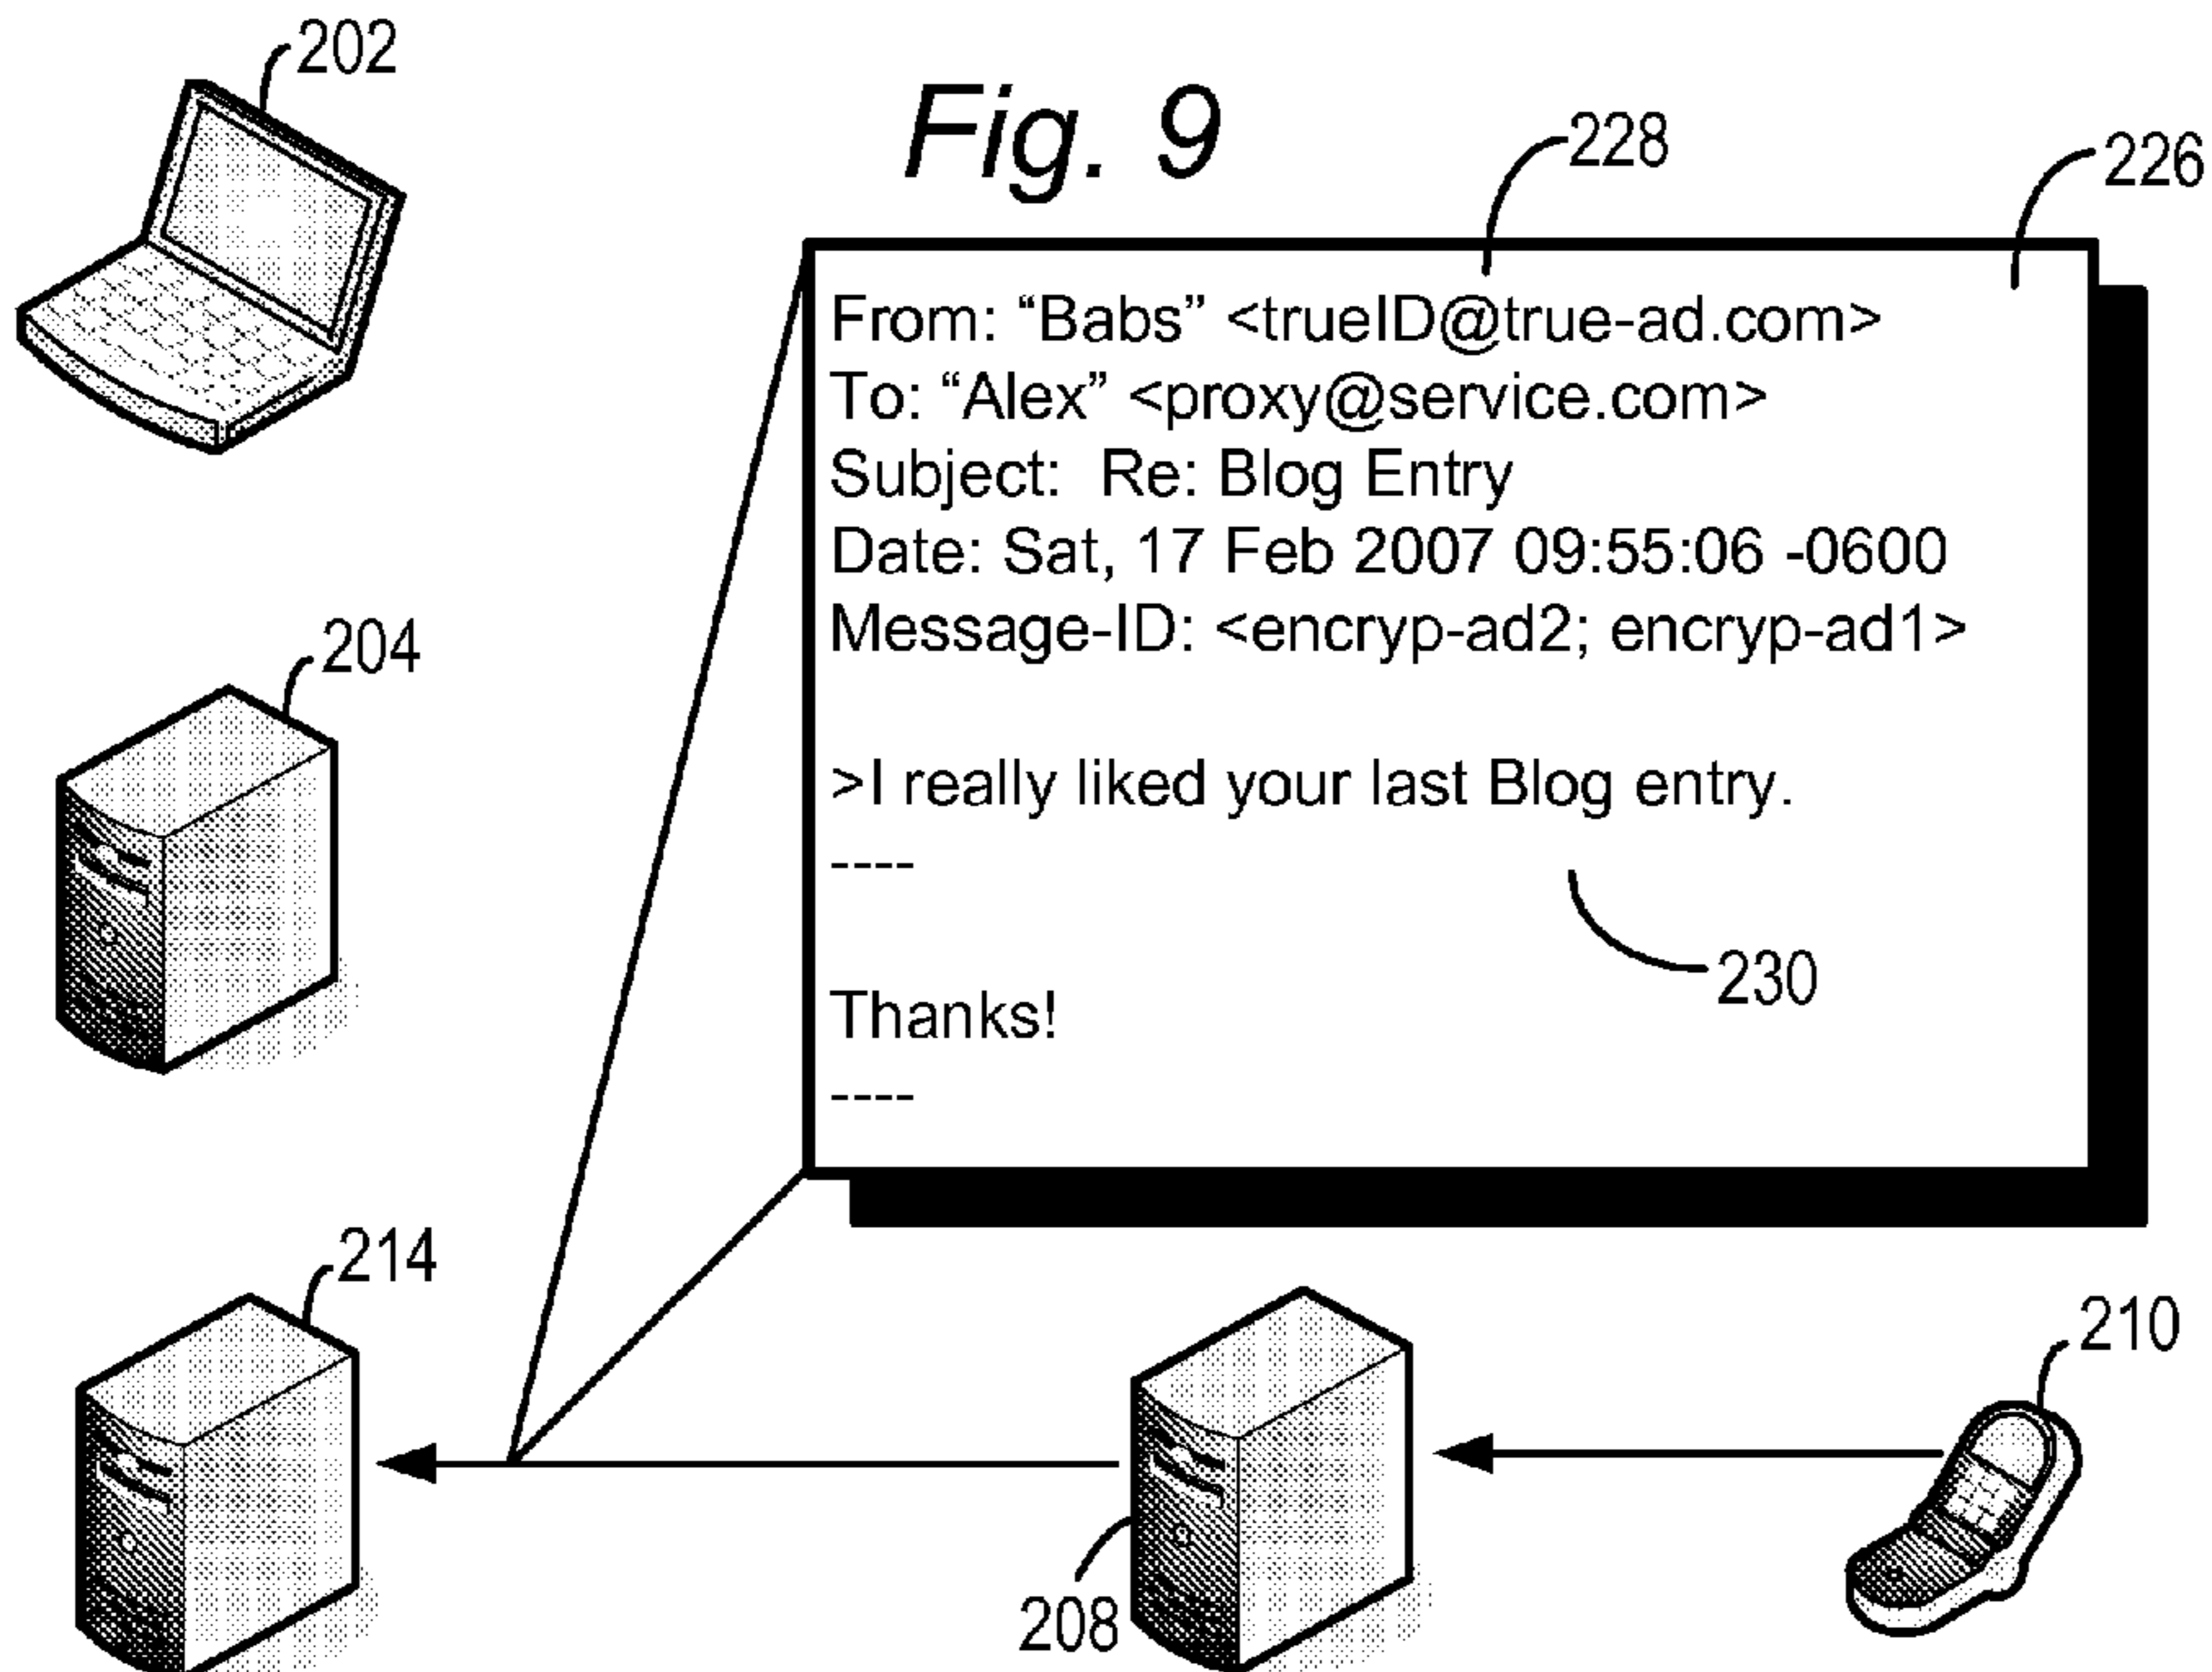 202
Fig. 9
228
226
From: “Babs” <trueID@true-ad.com>
To: “Alex” <proxy@service.com>
Subject:  Re: Blog Entry
Date: Sat, 17 Feb 2007 09:55:06 -0600
Message-ID: <encryp-ad2; encryp-ad1>
204
>I really liked your last Blog entry.
----
230
Thanks!
----
214
210
208